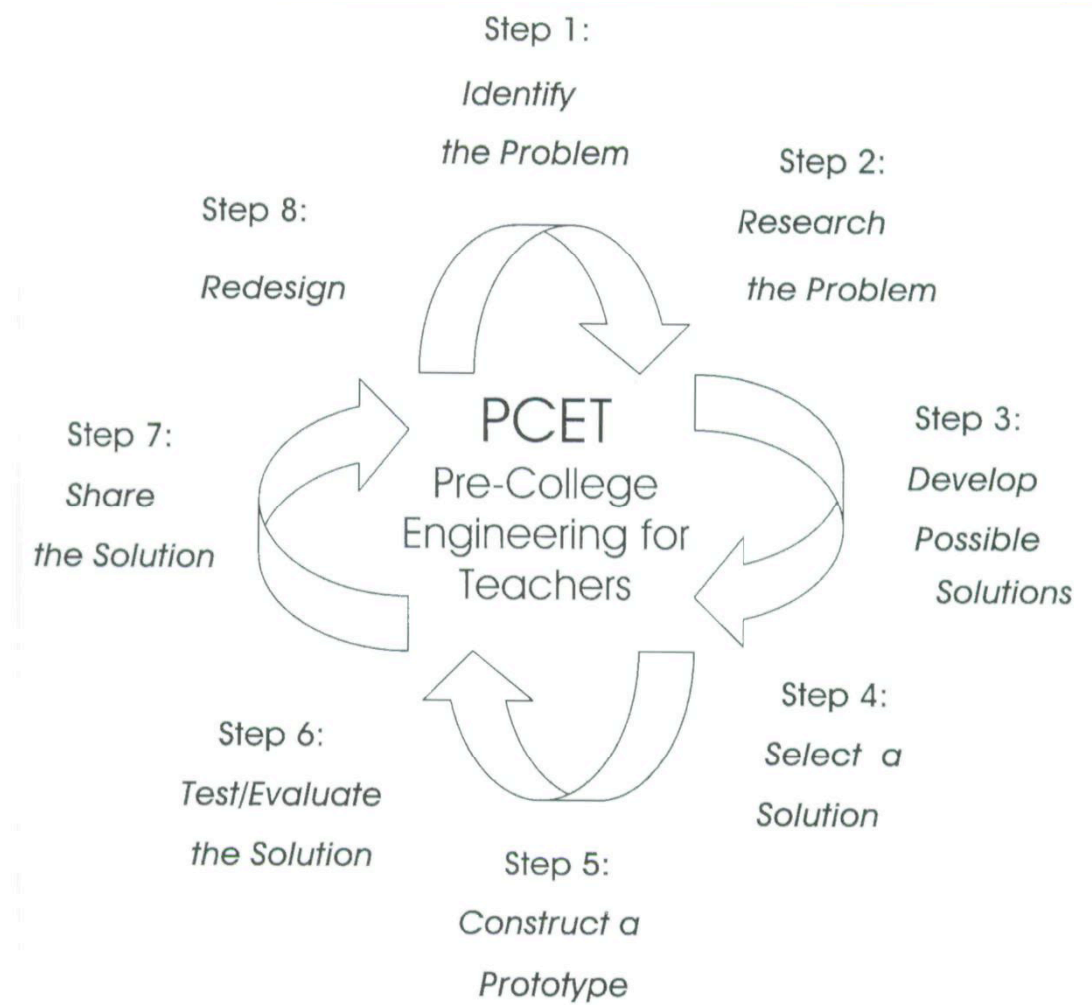 Step 1:
Identify
the Problem
Step 2:
Research
the Problem
Step 3:
Develop
Possible
Solutions
Step 4:
Select a
Solution
Step 5:
Construct a
Prototype
Step 6:
Test/Evaluate
the Solution
Step 7:
Share
the Solution
Step 8:
Redesign
PCET
Pre-College
Engineering for
Teachers